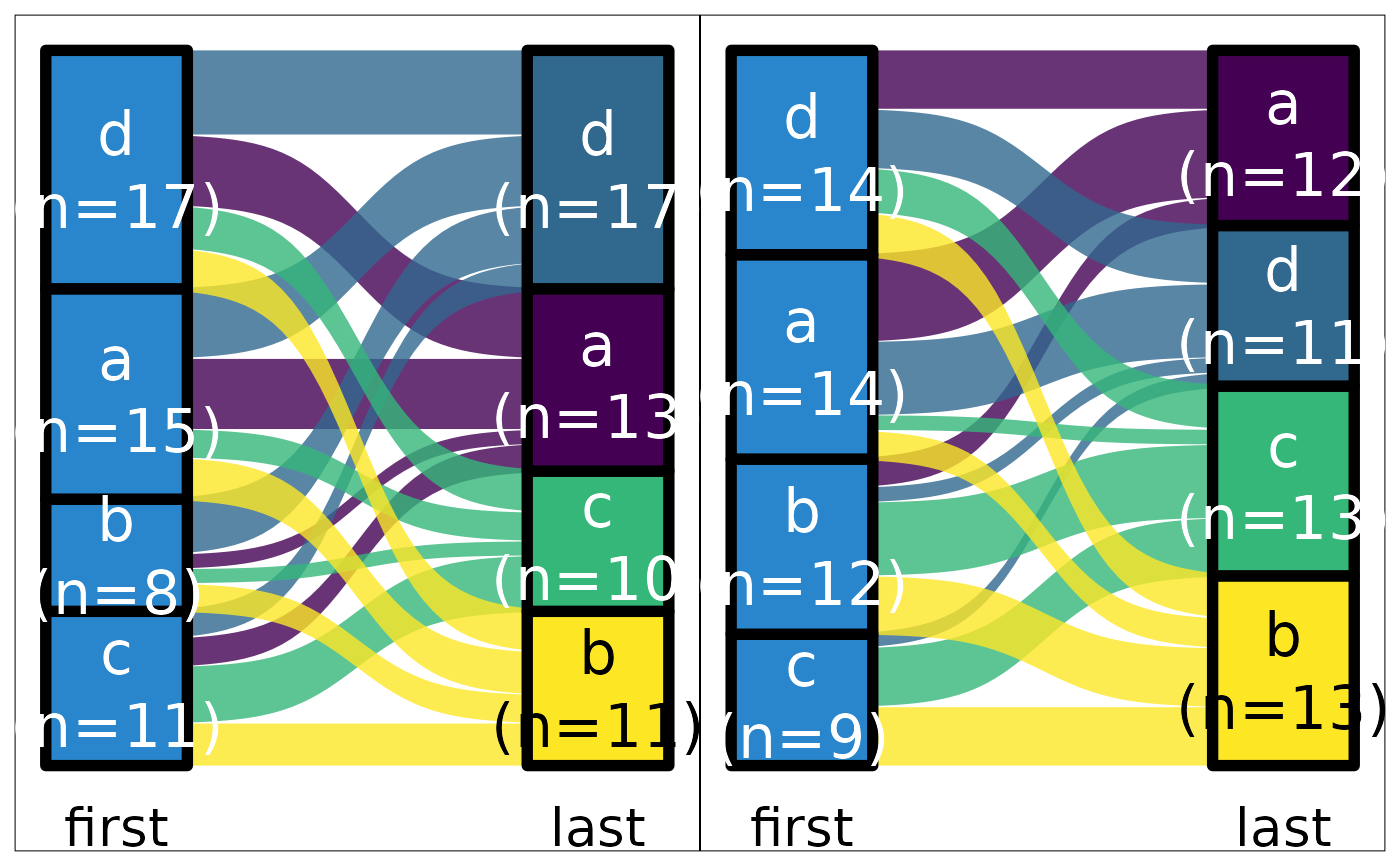 d
(n=17)
a
(n=15)
b
(n=8)
c
(n=11)
d
(n=17
a
(n=13
c
(n=10
b
(n=11)
first
last
d
(n=14)
a
(n=14)
b
(n=12)
c
(n=9)
a
(n=12
d
(n=11
c
(n=13
b
(n=13)
first
last